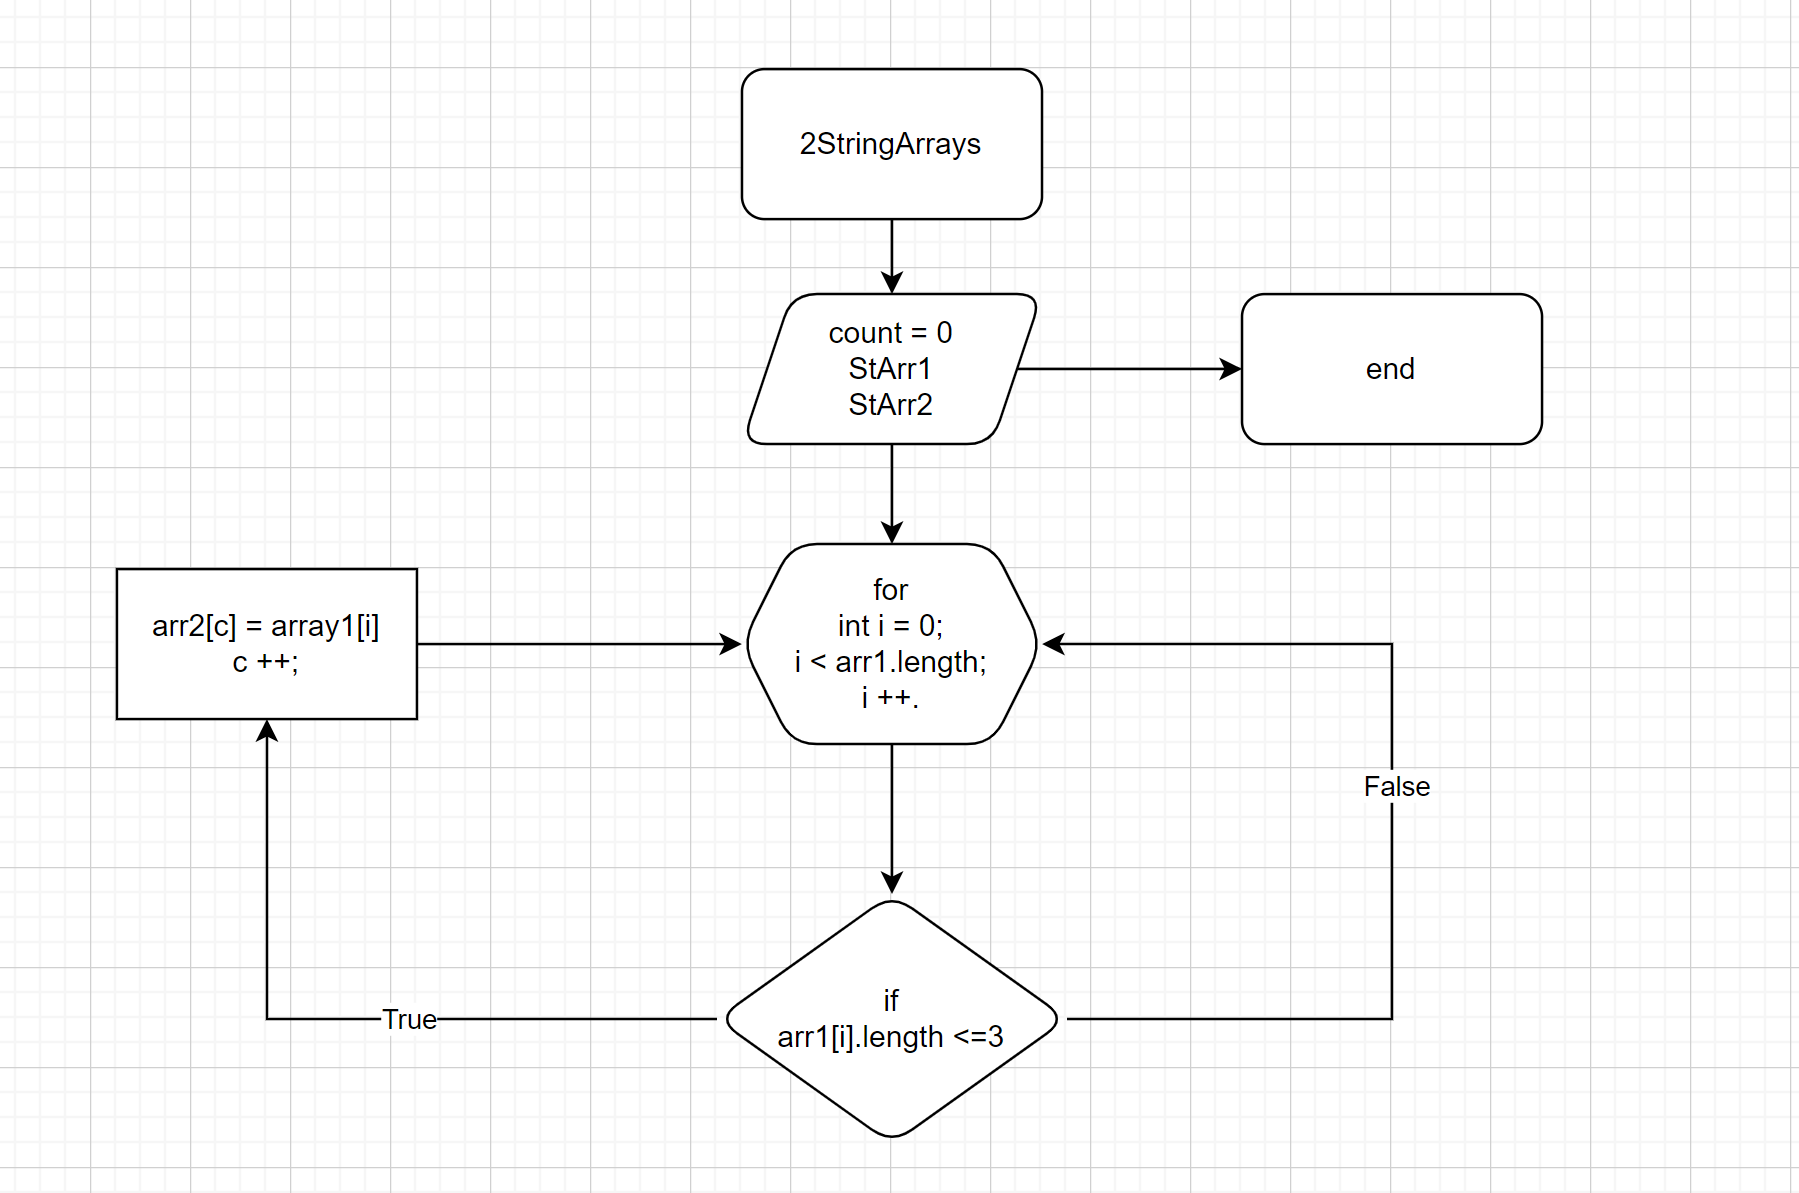 2StringArrays
count = 0
StArr1
StArr2
end
for
int i = 0;
i < arr1.length;
i ++.
arr2[c] = array1[i]
c ++;
False
True
if
arr1[i].length <=3